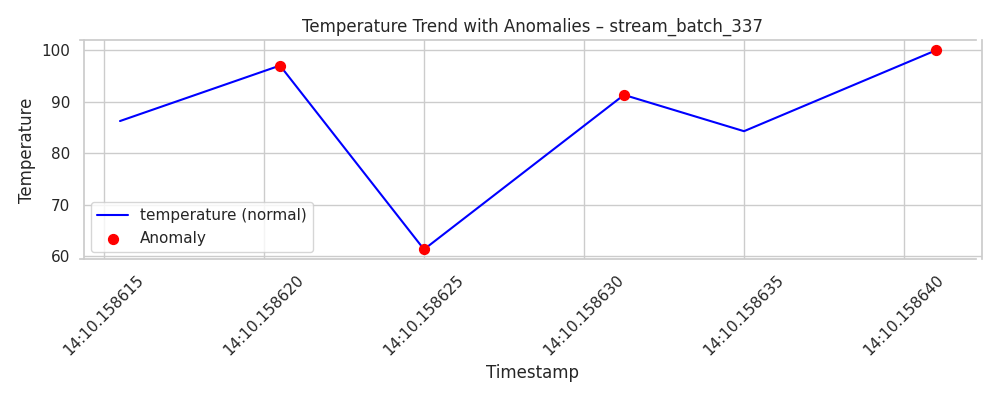 Temperature Trend with Anomalies – stream_batch_337
100
90
80
70
60
Temperature
temperature (normal)
Anomaly
14:10.158615
14:10.158620
14:10.158625
14:10.158630
14:10.158635
14:10.158640
Timestamp